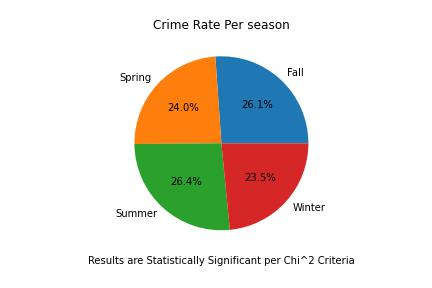 Crime Rate Per season
Spring
Fall
24.0%
26.1%
26.4%
23.5%
Summer
Winter
Results are Statistically Significant per Chi^2 Criteria